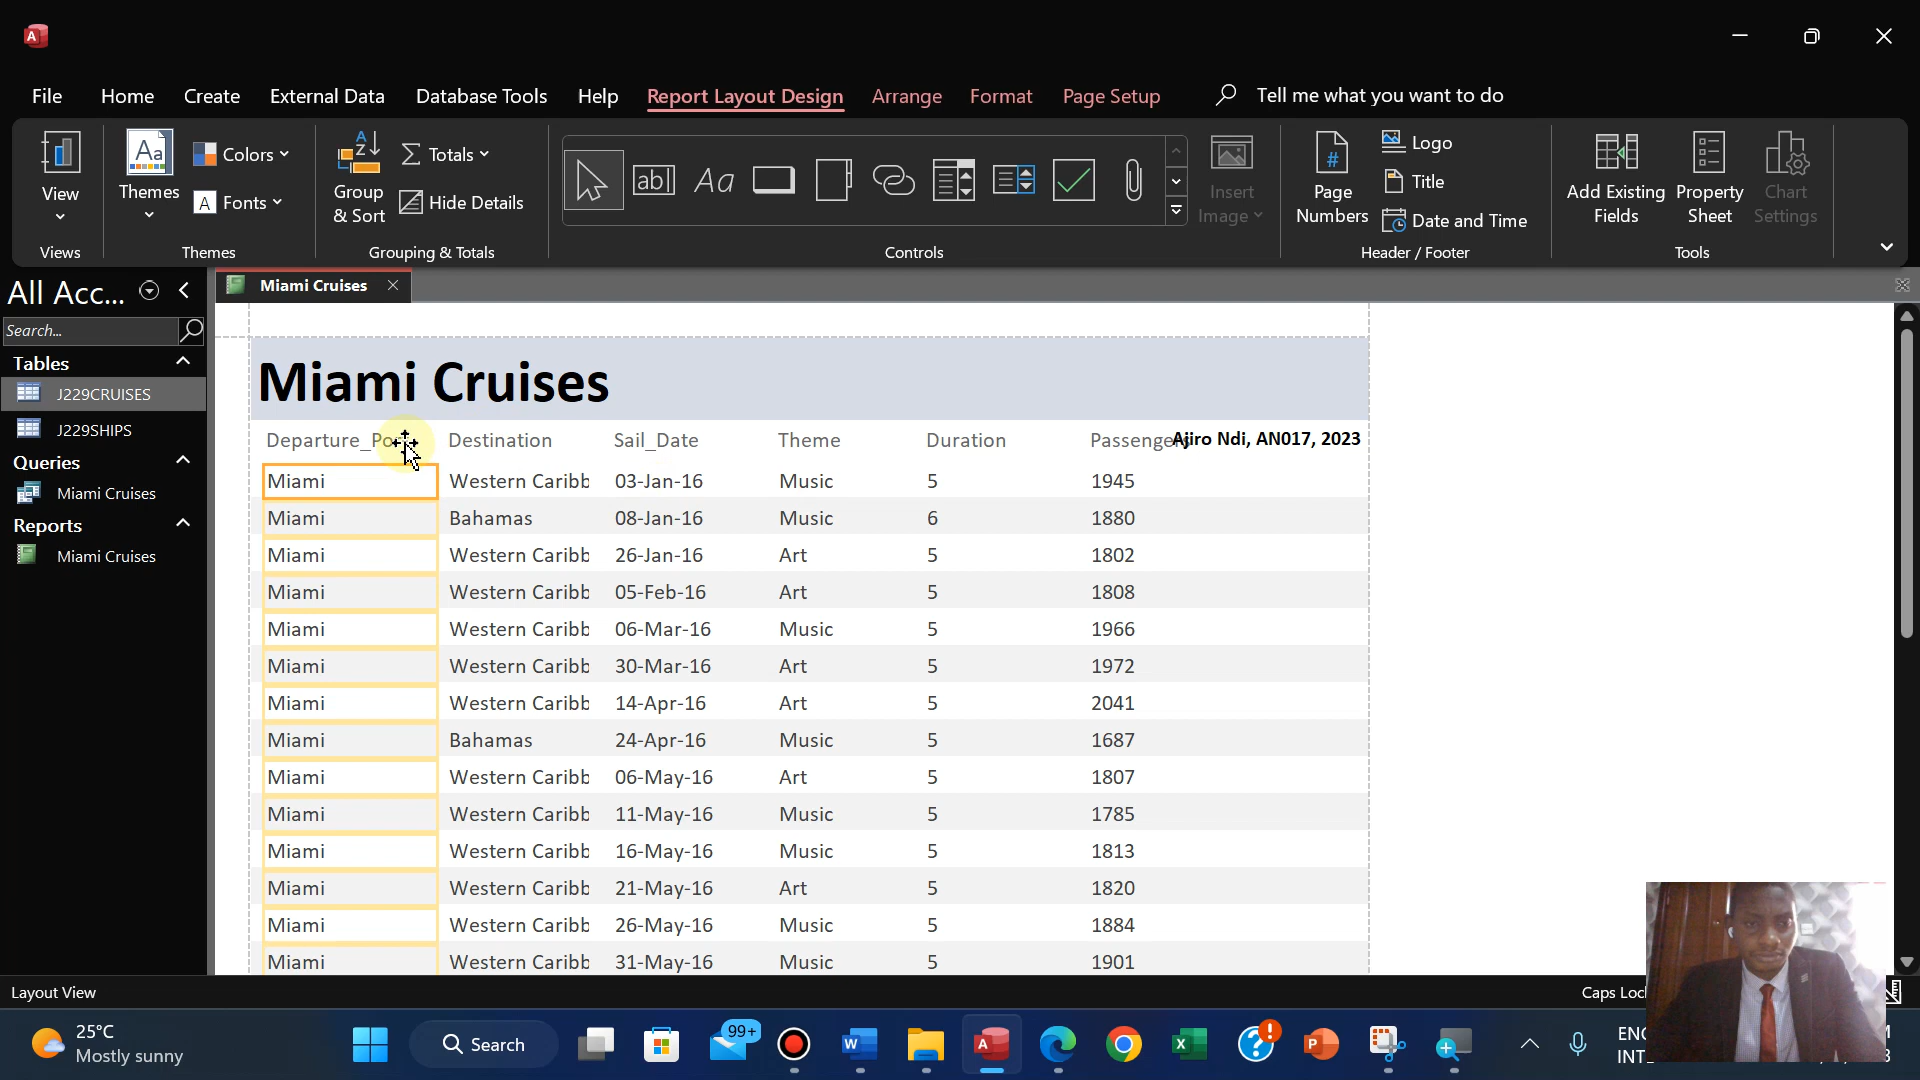 File Home Create External Data Database Tools Help Report Layout Design Arrange Format Page Setup Tell me what you want to do
View
Views
Themes
Colors
Fonts
Themes
Group
& Sort
Totals
Hide Details
Grouping & Totals
Controls
Insert
Image
Page
Numbers
Logo
Title
Date and Time
Header / Footer
Add Existing
Fields
Property
Sheet
Chart
Settings
Tools
All Acc...
Search...
Tables
J229CRUISES
J229SHIPS
Queries
Miami Cruises
Reports
Miami Cruises
Miami Cruises
Miami Cruises
Destination Sail_Date Theme Duration Ajiro Ndi, AN017, 2023
Miami Western Caribb 03-Jan-16 Music 5 1945
Miami Bahamas 08-Jan-16 Music 6 1880
Miami Western Caribb 26-Jan-16 Art 5 1802
Miami Western Caribb 05-Feb-16 Art 5 1808
Miami Western Caribb 06-Mar-16 Music 5 1966
Miami Western Caribb 30-Mar-16 Art 5 1972
Miami Western Caribb 14-Apr-16 Art 5 2041
Miami Bahamas 24-Apr-16 Music 5 1687
Miami Western Caribb 06-May-16 Art 5 1807
Miami Western Caribb 11-May-16 Music 5 1785
Miami Western Caribb 16-May-16 Music 5 1813
Miami Western Caribb 21-May-16 Art 5 1820
Miami Western Caribb 26-May-16 Music 5 1884
Miami Western Caribb 31-May-16 Music 5 1901
Layout View Caps Loc
25°C
Mostly sunny
Search
99+